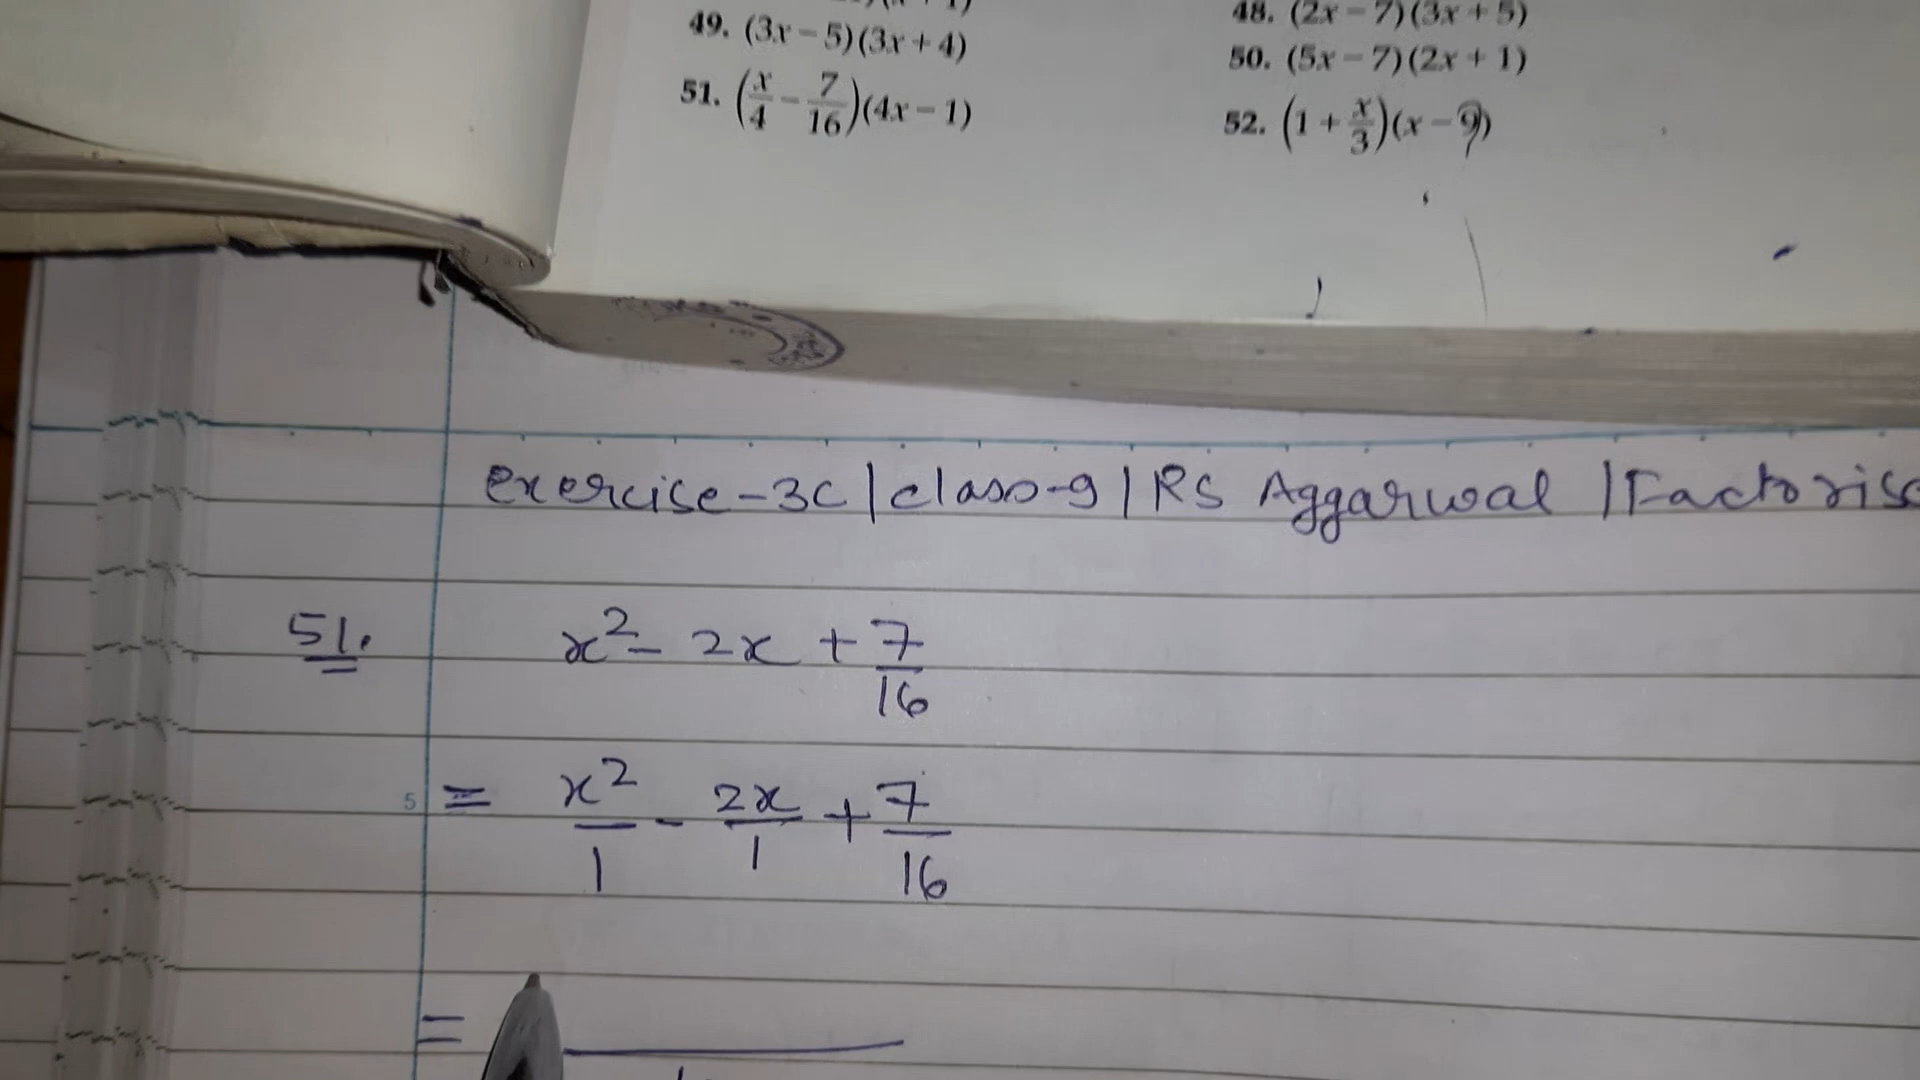 49. (3x – 5)(3x + 4)
48. (2x – 7)(3x + 5)
50. (5x – 7)(2x + 1)
51. (x/4 – 7/16)(4x – 1)
52. (1 + x/3)(x – 9)
exercise-3C | class-9 | RS Aggarwal | Factoris
51. x² – 2x + 7/16
5
= x²/1 – 2x/1 + 7/16
=